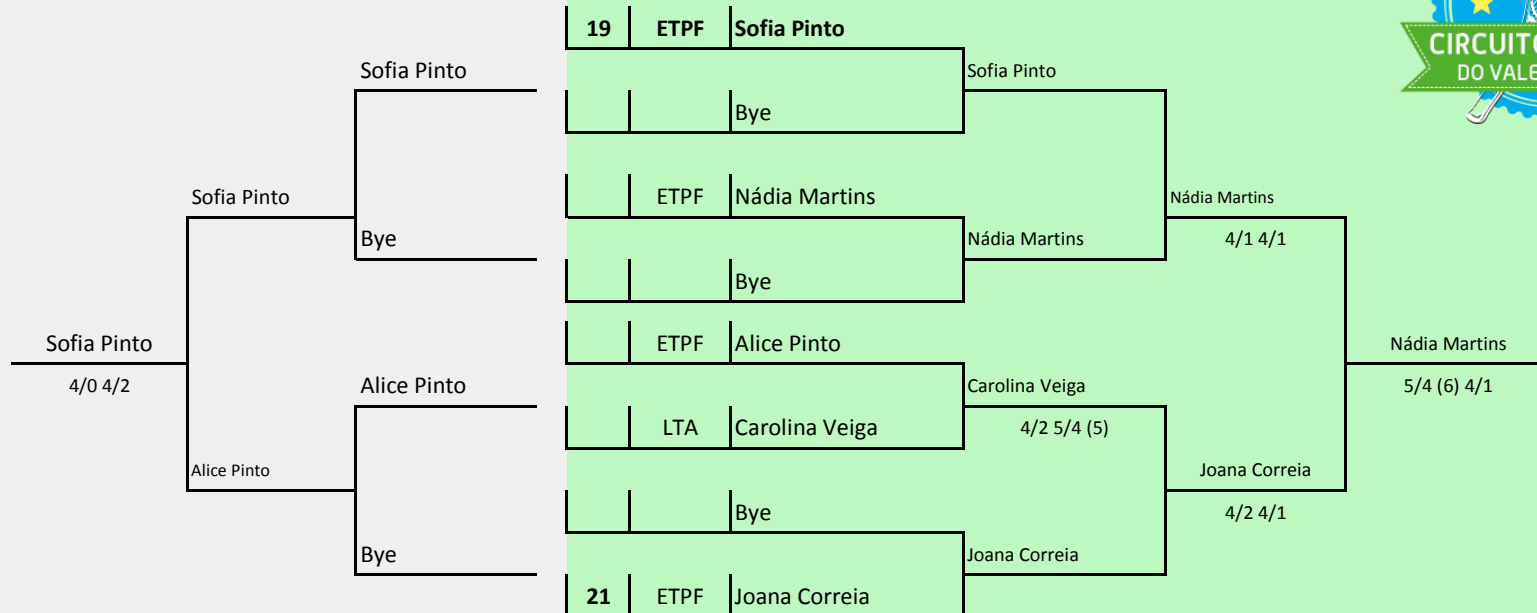 19 ETPF Sofia Pinto
Sofia Pinto Sofia Pinto
Bye
Sofia Pinto ETPF Nádia Martins Nádia Martins
Bye Nádia Martins 4/1 4/1
Bye
Sofia Pinto ETPF Alice Pinto Nádia Martins
4/0 4/2 Alice Pinto Carolina Veiga 5/4 (6) 4/1
LTA Carolina Veiga 4/2 5/4 (5)
Alice Pinto Joana Correia
Bye 4/2 4/1
Bye Joana Correia
21 ETPF Joana Correia
CIRCUITO
DO VALE